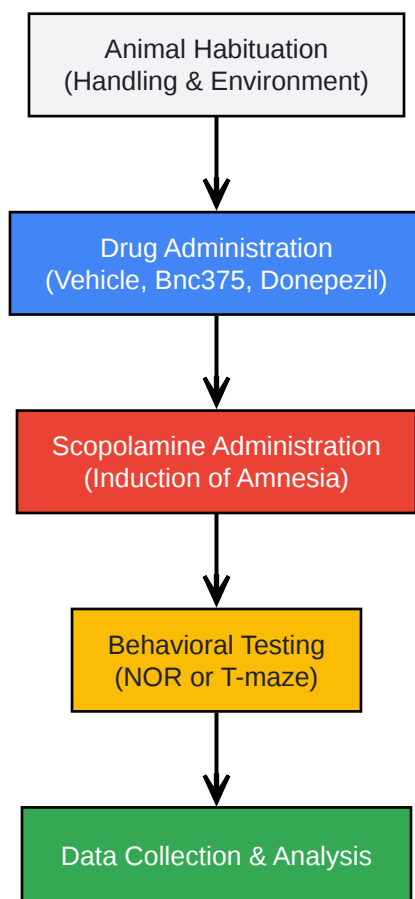 Animal Habituation
(Handling & Environment)
Drug Administration
(Vehicle, Bnc375, Donepezil)
Scopolamine Administration
(Induction of Amnesia)
Behavioral Testing
(NOR or T-maze)
Data Collection & Analysis